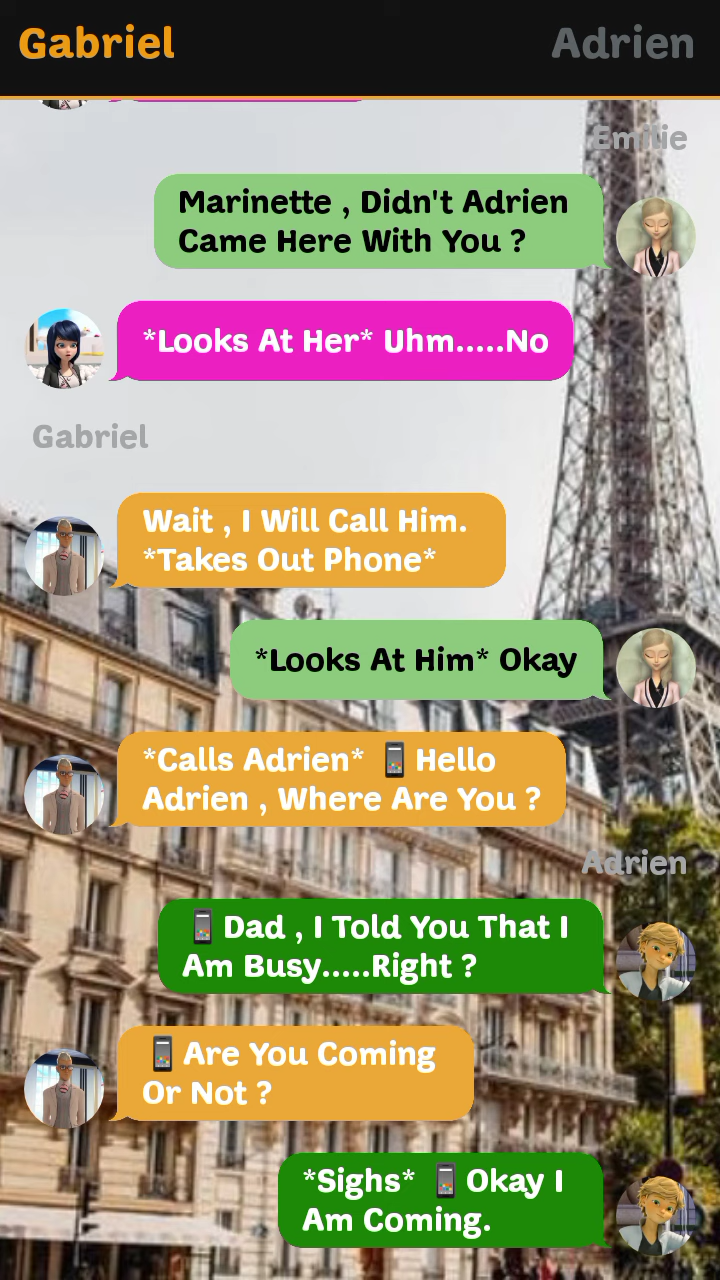 Gabriel Adrien
Emilie
Marinette , Didn't Adrien
Came Here With You ?
*Looks At Her* Uhm.....No
Gabriel
Wait , I Will Call Him.
*Takes Out Phone*
*Looks At Him* Okay
*Calls Adrien* 📱Hello
Adrien , Where Are You ?
Adrien
📱Dad , I Told You That I
Am Busy.....Right ?
📱Are You Coming
Or Not ?
*Sighs* 📱Okay I
Am Coming.